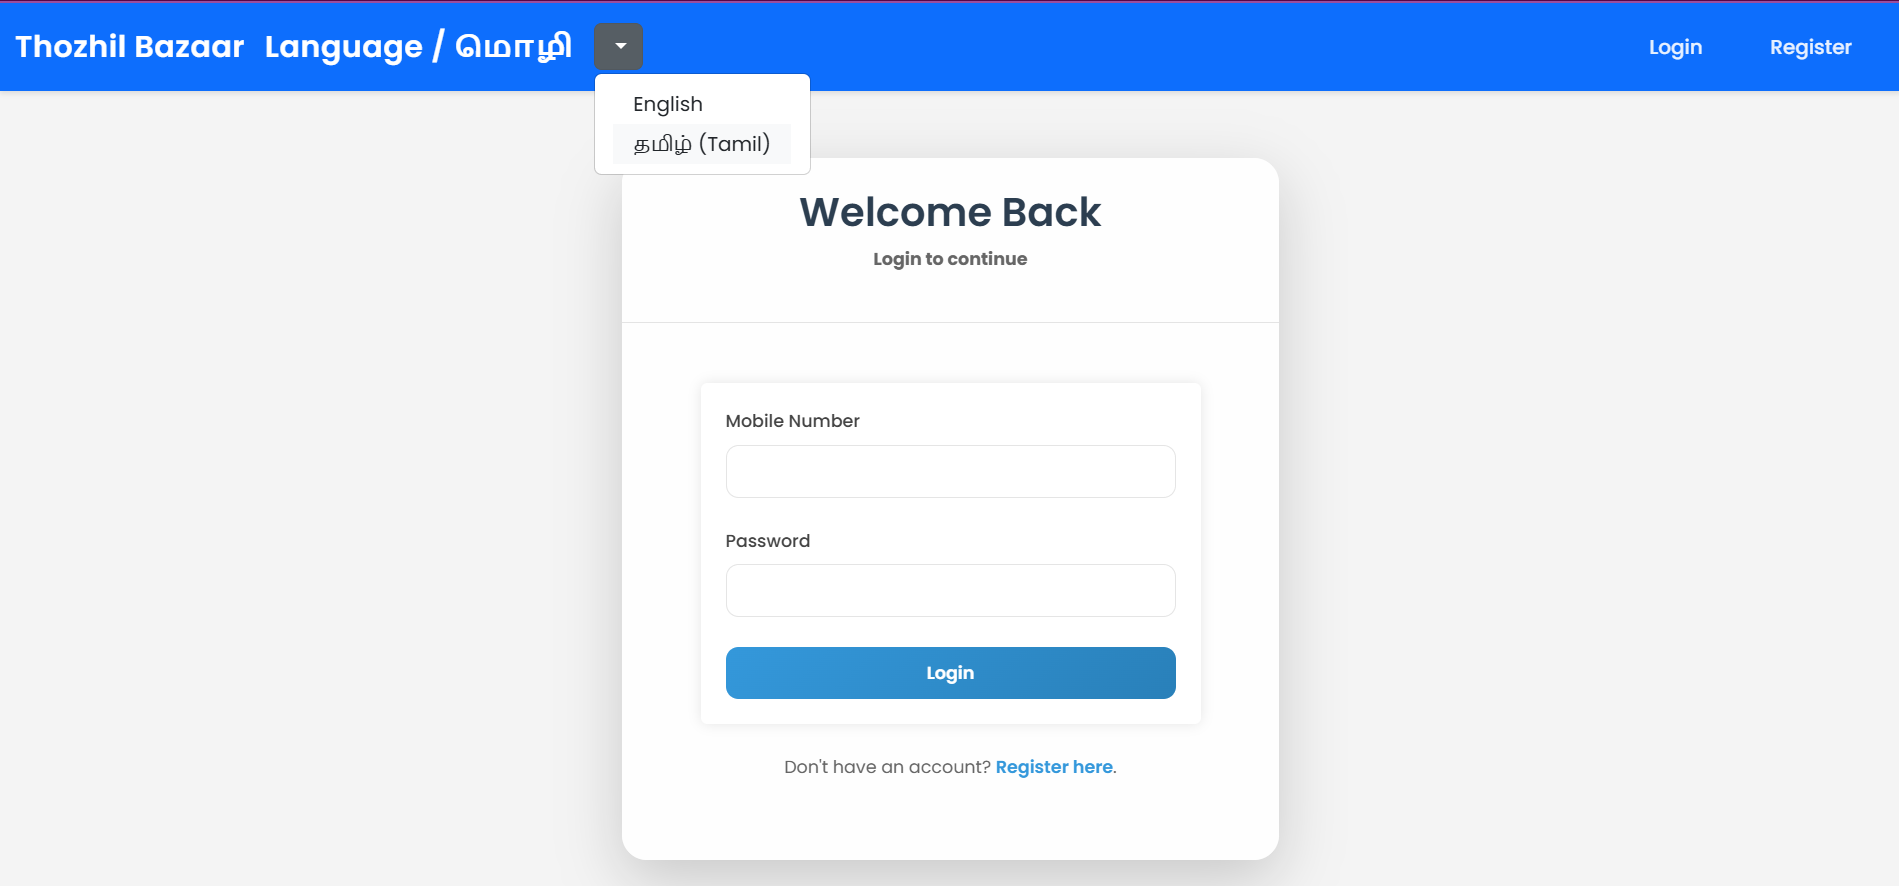 Thozhil Bazaar Language / மொழி Login Register
English
தமிழ் (Tamil)
Welcome Back
Login to continue
Mobile Number
Password
Login
Don't have an account? Register here.